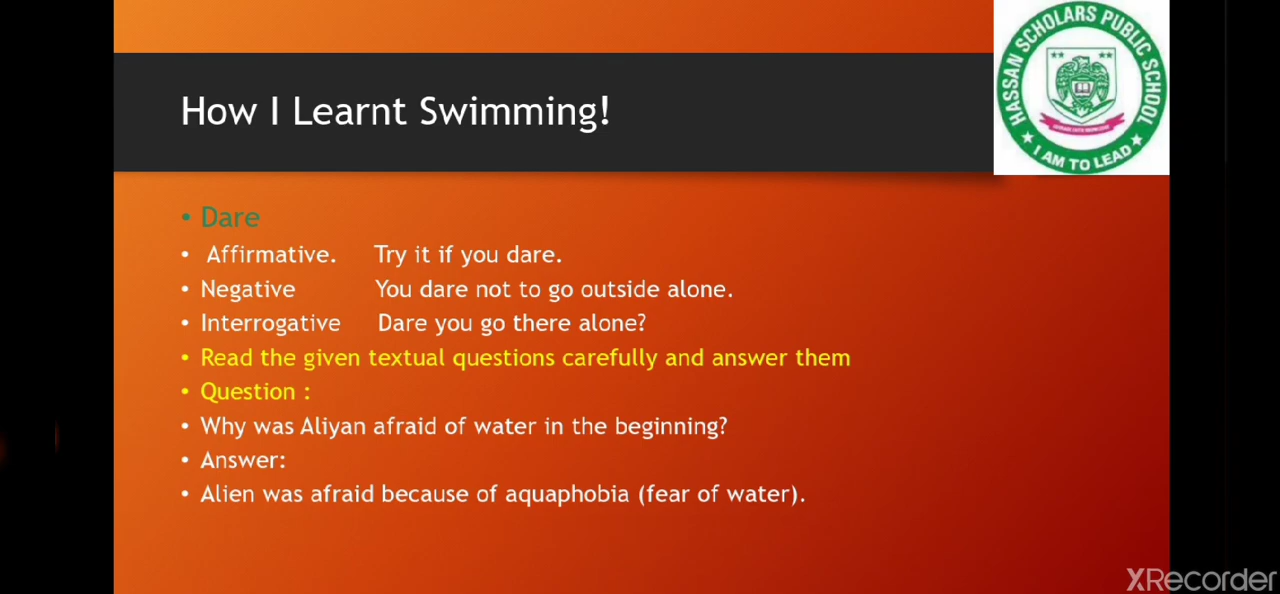 How I Learnt Swimming!
HASSAN SCHOLARS PUBLIC SCHOOL
I AM TO LEAD
• Dare
• Affirmative. Try it if you dare.
• Negative You dare not to go outside alone.
• Interrogative Dare you go there alone?
• Read the given textual questions carefully and answer them
• Question :
• Why was Aliyan afraid of water in the beginning?
• Answer:
• Alien was afraid because of aquaphobia (fear of water).
XRecorder